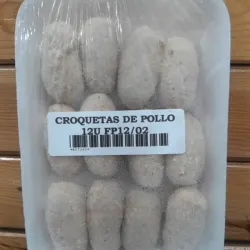 CROQUETAS DE POLLO
12U FP12/02